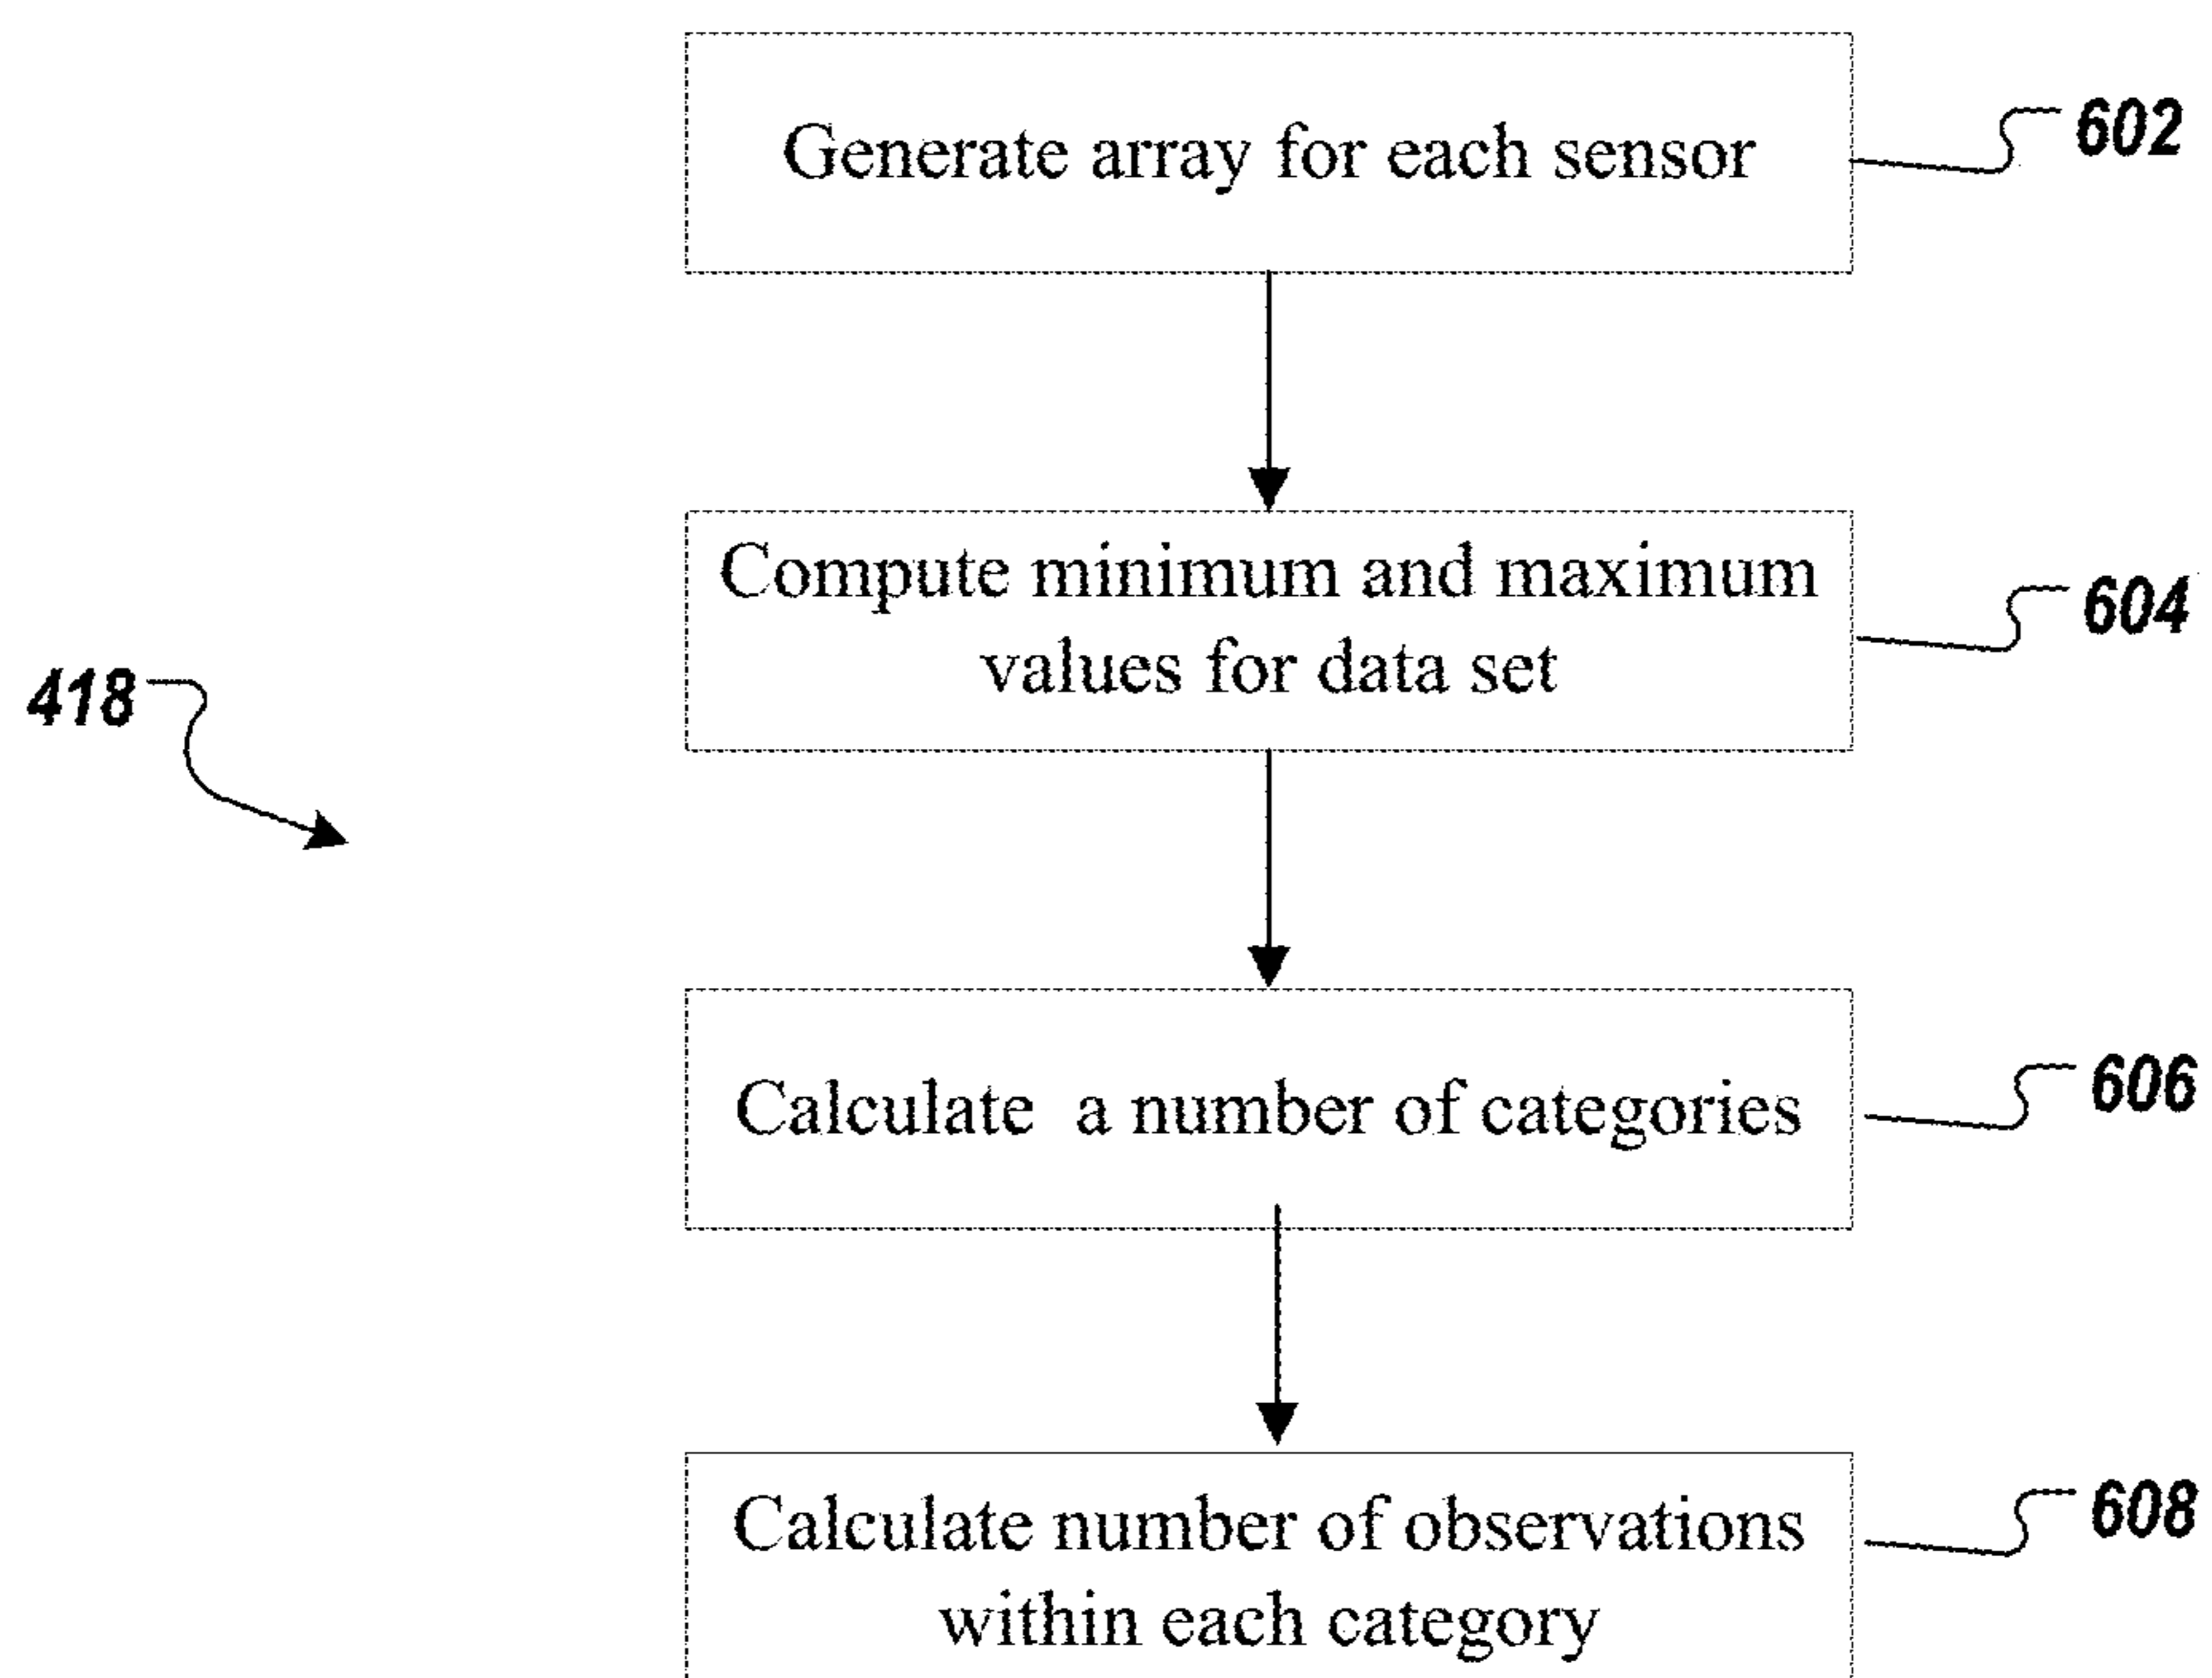 Generate array for each sensor
602
Compute minimum and maximum
values for data set
604
418
Calculate a number of categories
606
Calculate number of observations
within each category
608